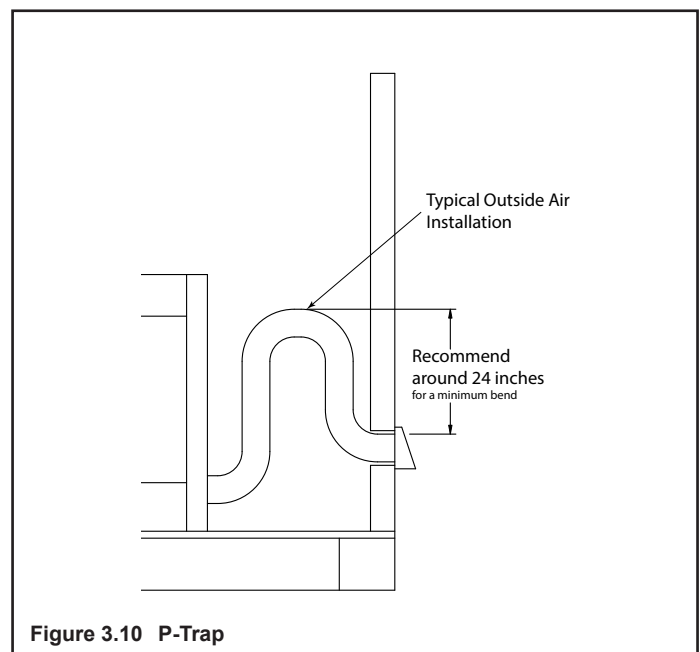 Typical Outside Air
Installation
Recommend
around 24 inches
for a minimum bend
Figure 3.10 P-Trap